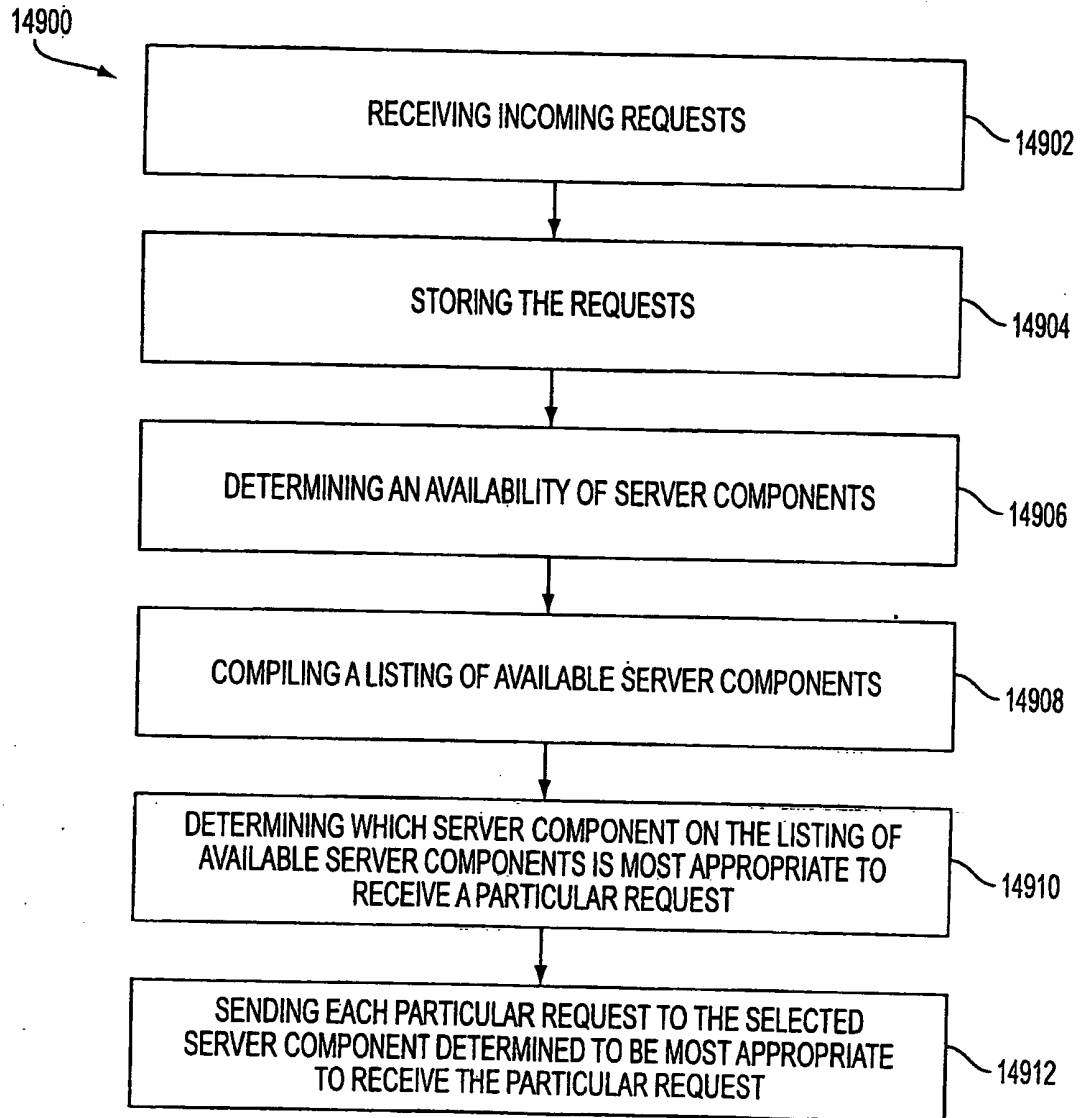 14900
RECEIVING INCOMING REQUESTS
14902
STORING THE REQUESTS
14904
DETERMINING AN AVAILABILITY OF SERVER COMPONENTS
14906
COMPILING A LISTING OF AVAILABLE SERVER COMPONENTS
14908
DETERMINING WHICH SERVER COMPONENT ON THE LISTING OF
AVAILABLE SERVER COMPONENTS IS MOST APPROPRIATE TO
RECEIVE A PARTICULAR REQUEST
14910
SENDING EACH PARTICULAR REQUEST TO THE SELECTED
SERVER COMPONENT DETERMINED TO BE MOST APPROPRIATE
TO RECEIVE THE PARTICULAR REQUEST
14912